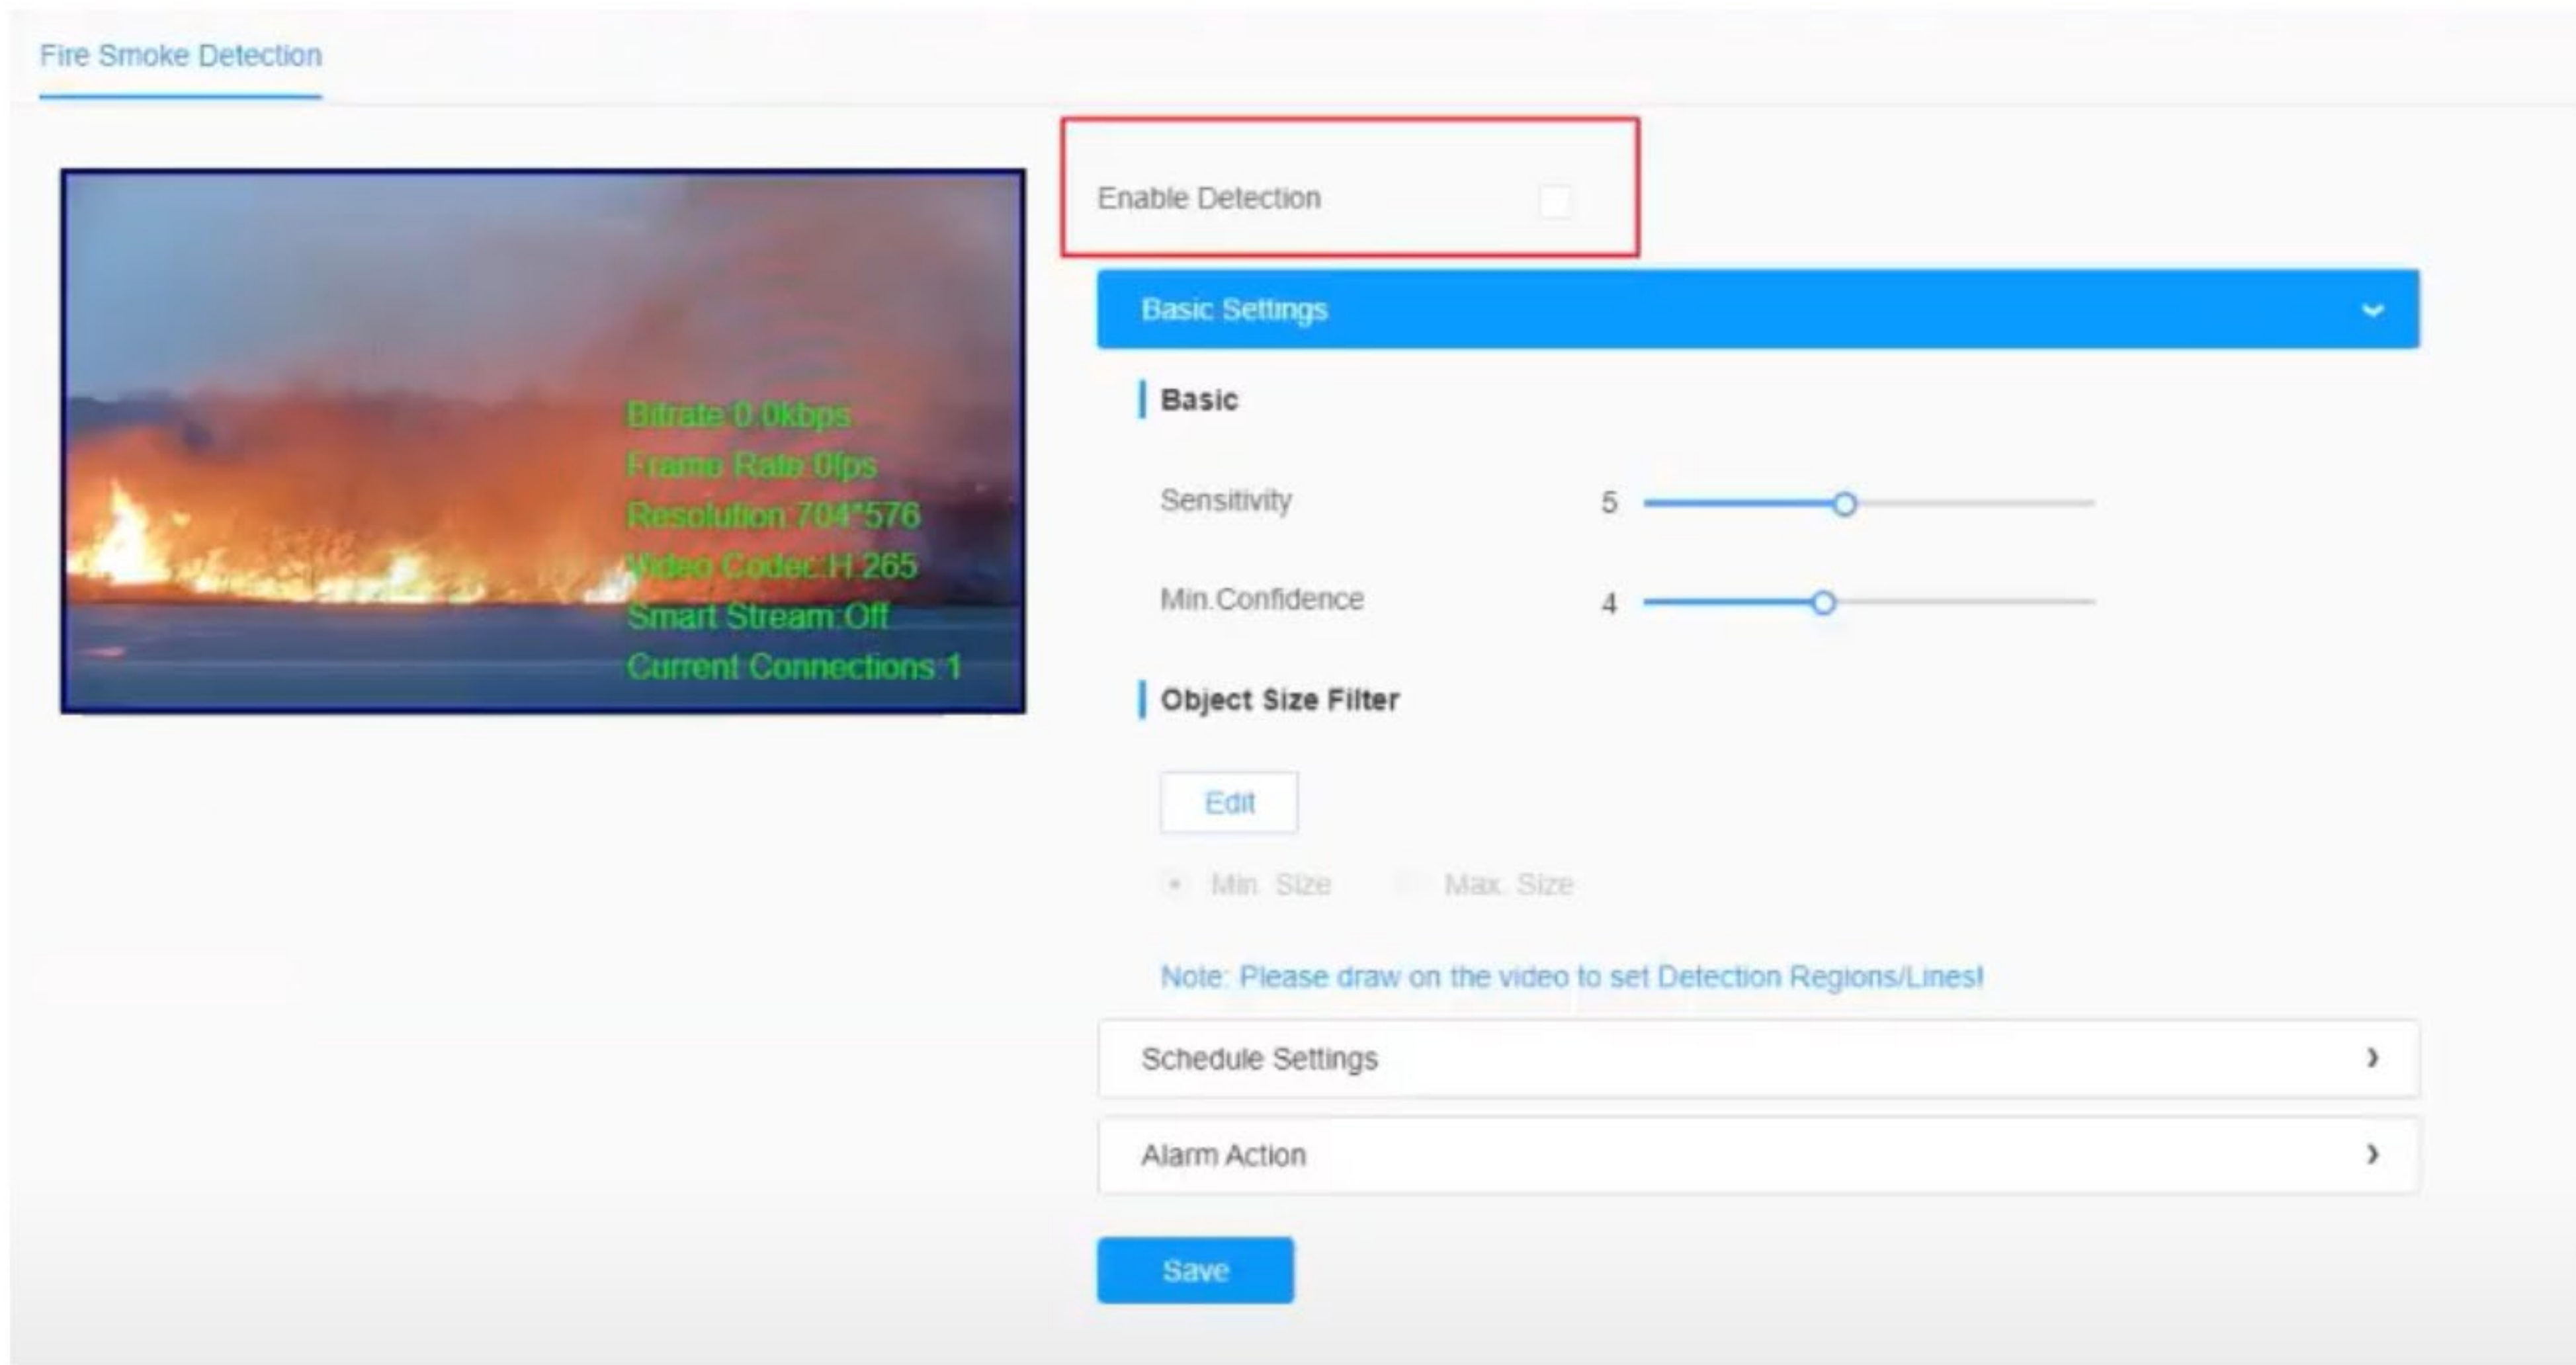 Fire Smoke Detection
Bitrate:0.0kbps
Frame Rate:0fps
Resolution:704*576
Video Codec:H.265
Smart Stream:Off
Current Connections:1
Enable Detection
Basic Settings
Basic
Sensitivity 5
Min.Confidence 4
Object Size Filter
Edit
Min. Size Max. Size
Note: Please draw on the video to set Detection Regions/Lines!
Schedule Settings
Alarm Action
Save